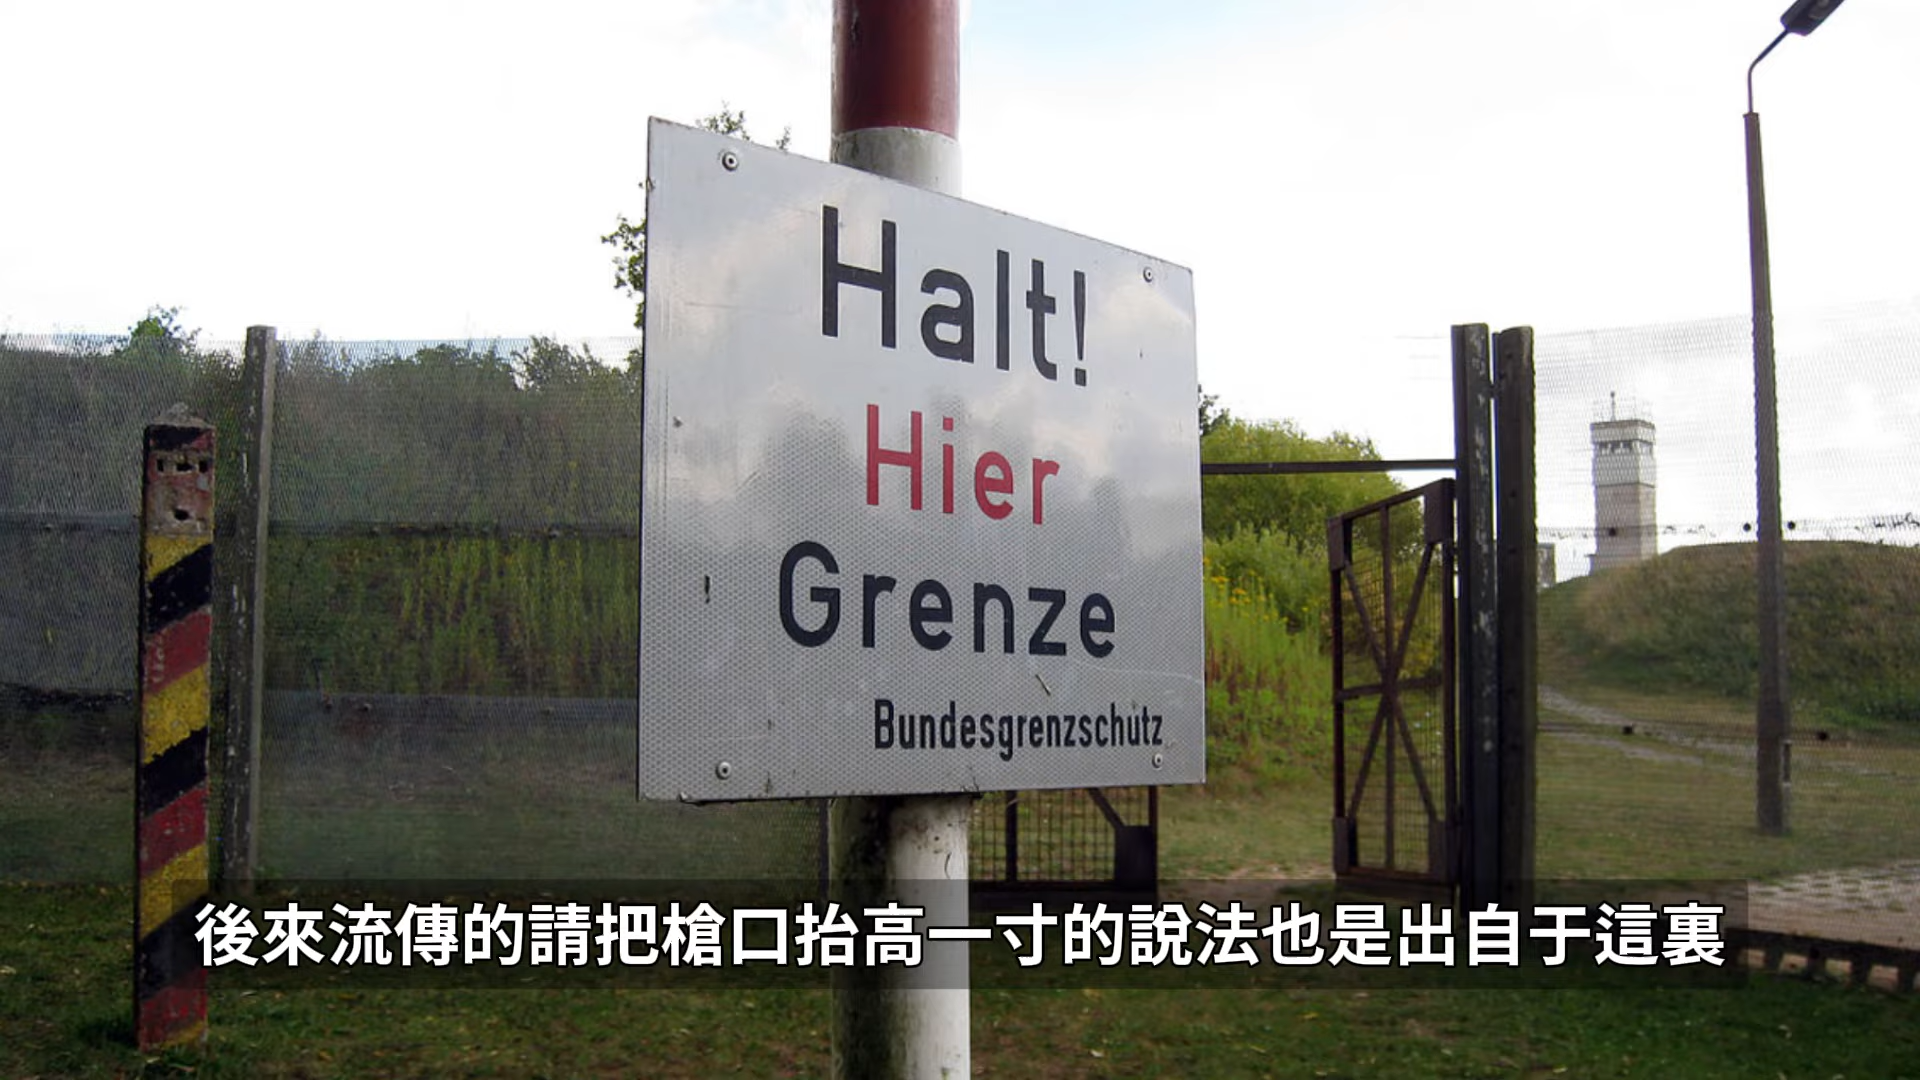 Halt!
Hier
Grenze
Bundesgrenzschutz
後來流傳的請把槍口抬高一寸的說法也是出自于這裏